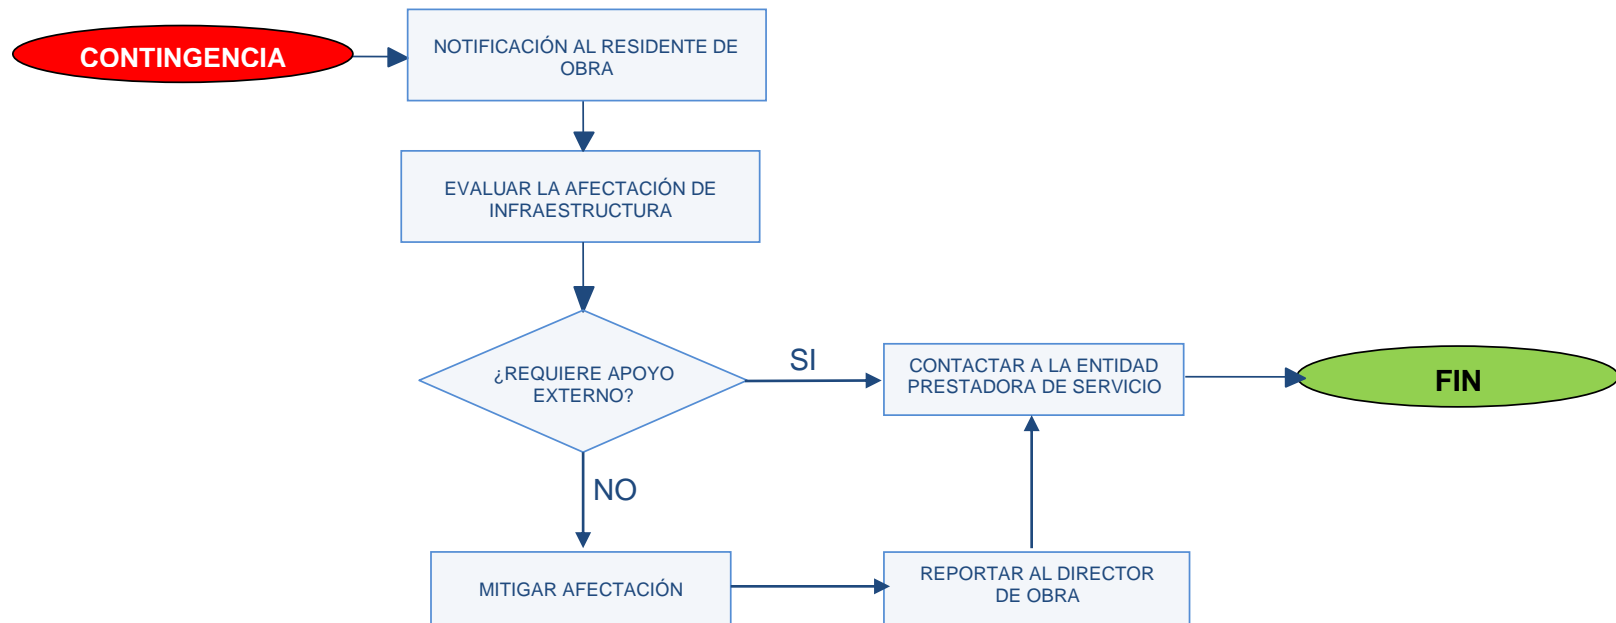 CONTINGENCIA
NOTIFICACIÓN AL RESIDENTE DE
OBRA
EVALUAR LA AFECTACIÓN DE
INFRAESTRUCTURA
¿REQUIERE APOYO
EXTERNO?
SI
CONTACTAR A LA ENTIDAD
PRESTADORA DE SERVICIO
FIN
NO
MITIGAR AFECTACIÓN
REPORTAR AL DIRECTOR
DE OBRA